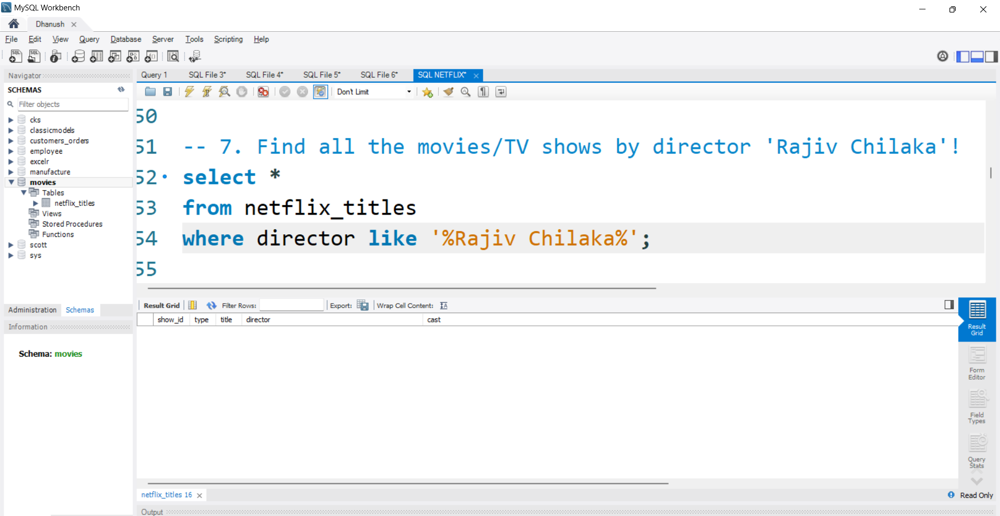 MySQL Workbench
Dhanush
File Edit View Query Database Server Tools Scripting Help
Navigator
SCHEMAS
Filter objects
cks
classicmodels
customers_orders
employee
excelr
manufacture
movies
Tables
netflix_titles
Views
Stored Procedures
Functions
scott
sys
Administration Schemas
Information
Schema: movies
Query 1 SQL File 3* SQL File 4* SQL File 5* SQL File 6* SQL NETFLIX*
Don't Limit
50
51 -- 7. Find all the movies/TV shows by director 'Rajiv Chilaka'!
52 select *
53 from netflix_titles
54 where director like '%Rajiv Chilaka%';
55
Result Grid Filter Rows: Export: Wrap Cell Content:
show_id type title director cast
Result
Grid
Form
Editor
Field
Types
Query
Stats
netflix_titles 16
Read Only
Output